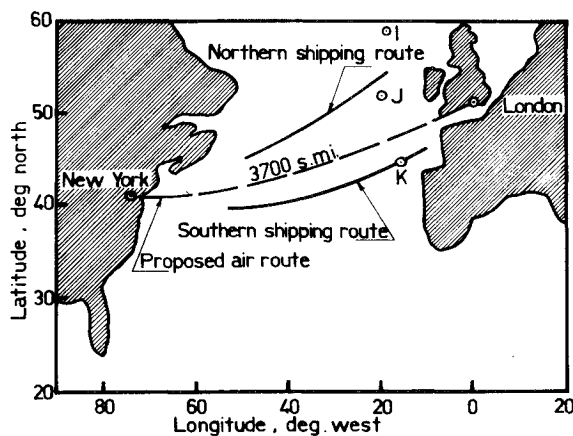 60
I
Northern shipping route
J
50
London
3700 s.mi.
New York
K
40
Southern shipping route
Proposed air route
30
20
80 60 40 20 0 20
Latitude, deg north
Longitude, deg. west